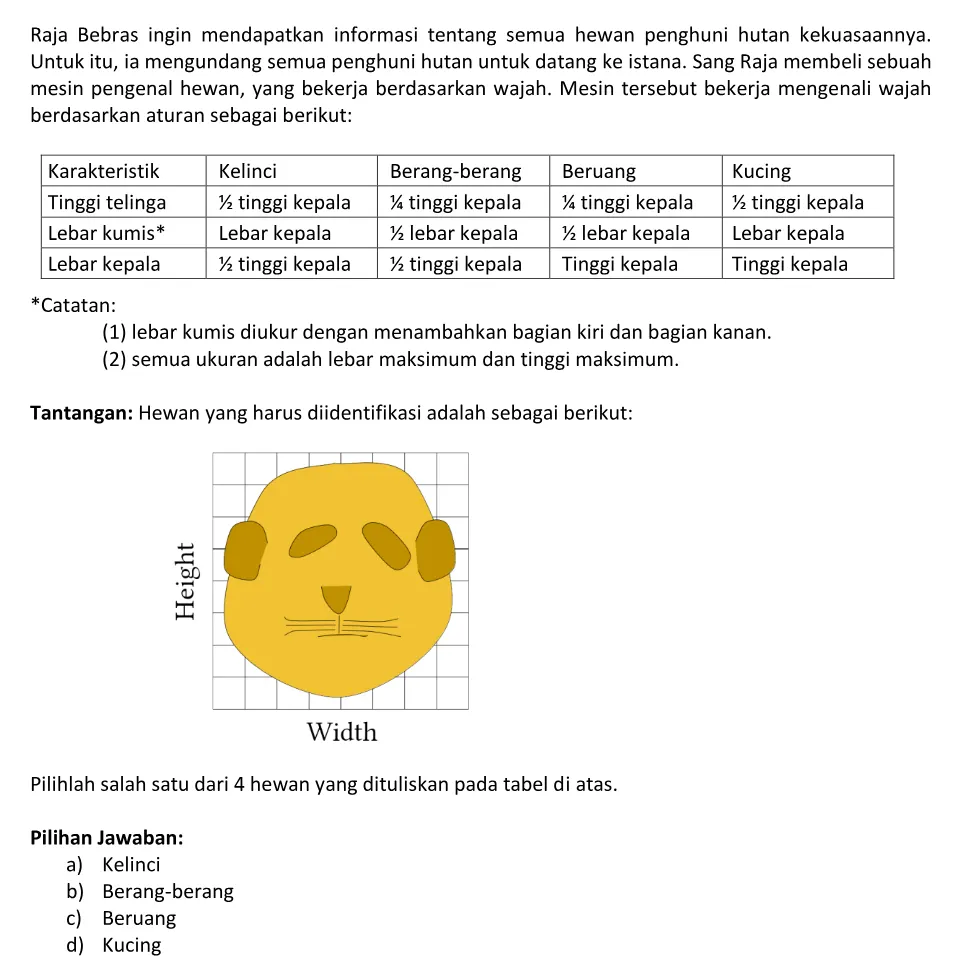 Raja Bebras ingin mendapatkan informasi tentang semua hewan penghuni hutan kekuasaannya.
Untuk itu, ia mengundang semua penghuni hutan untuk datang ke istana. Sang Raja membeli sebuah
mesin pengenal hewan, yang bekerja berdasarkan wajah. Mesin tersebut bekerja mengenali wajah
berdasarkan aturan sebagai berikut:
Karakteristik Kelinci Berang-berang Beruang Kucing
Tinggi telinga ½ tinggi kepala ¼ tinggi kepala ¼ tinggi kepala ½ tinggi kepala
Lebar kumis* Lebar kepala ½ lebar kepala ½ lebar kepala Lebar kepala
Lebar kepala ½ tinggi kepala ½ tinggi kepala Tinggi kepala Tinggi kepala
*Catatan:
(1) lebar kumis diukur dengan menambahkan bagian kiri dan bagian kanan.
(2) semua ukuran adalah lebar maksimum dan tinggi maksimum.
Tantangan: Hewan yang harus diidentifikasi adalah sebagai berikut:
Height
Width
Pilihlah salah satu dari 4 hewan yang dituliskan pada tabel di atas.
Pilihan Jawaban:
a) Kelinci
b) Berang-berang
c) Beruang
d) Kucing